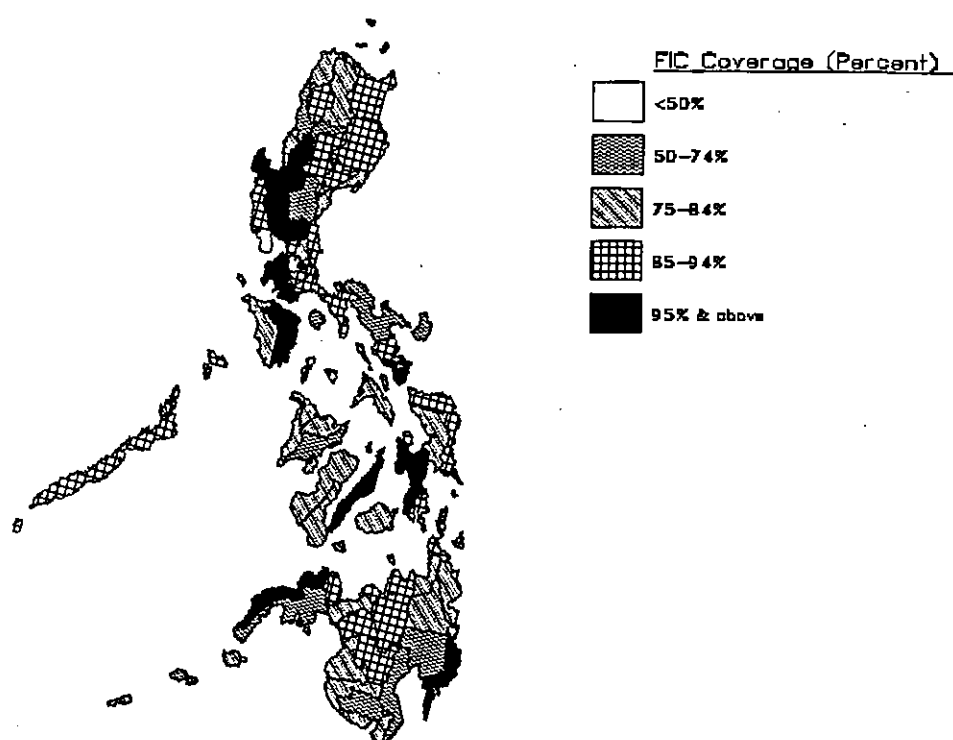 FIC Coverage (Percent)
<50%
50-74%
75-84%
85-94%
95% & above